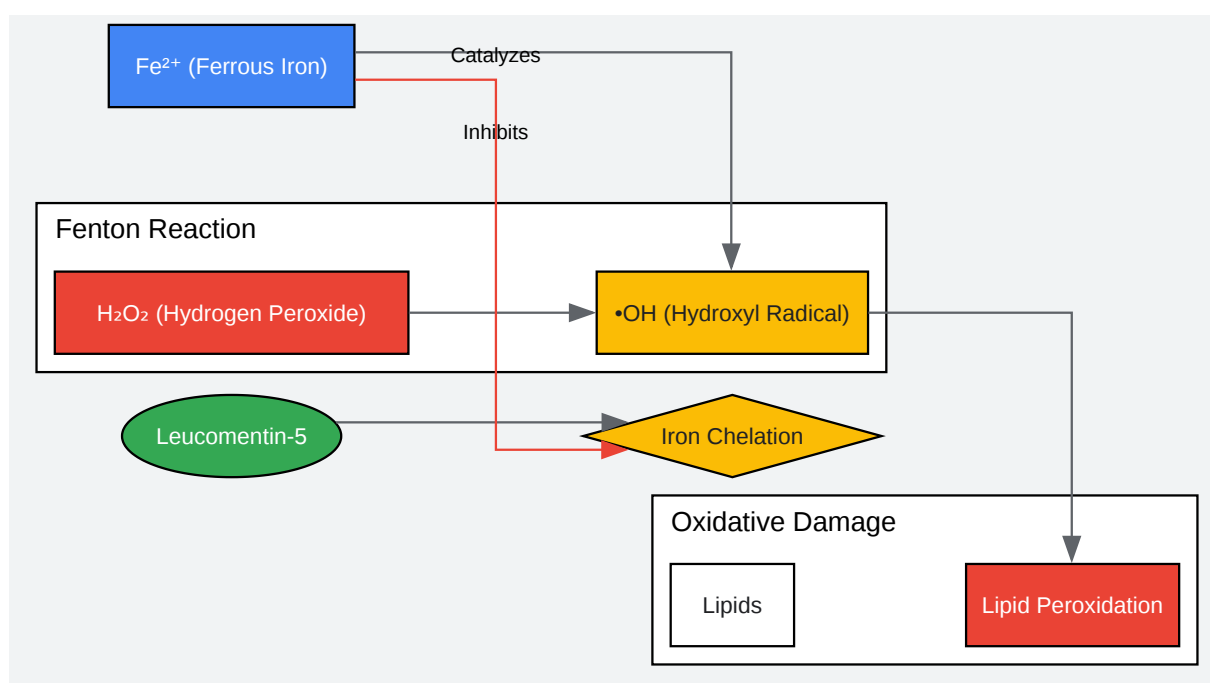 Fe²⁺ (Ferrous Iron)
Catalyzes
Inhibits
Fenton Reaction
H₂O₂ (Hydrogen Peroxide)
•OH (Hydroxyl Radical)
Leucomentin-5
Iron Chelation
Oxidative Damage
Lipids
Lipid Peroxidation